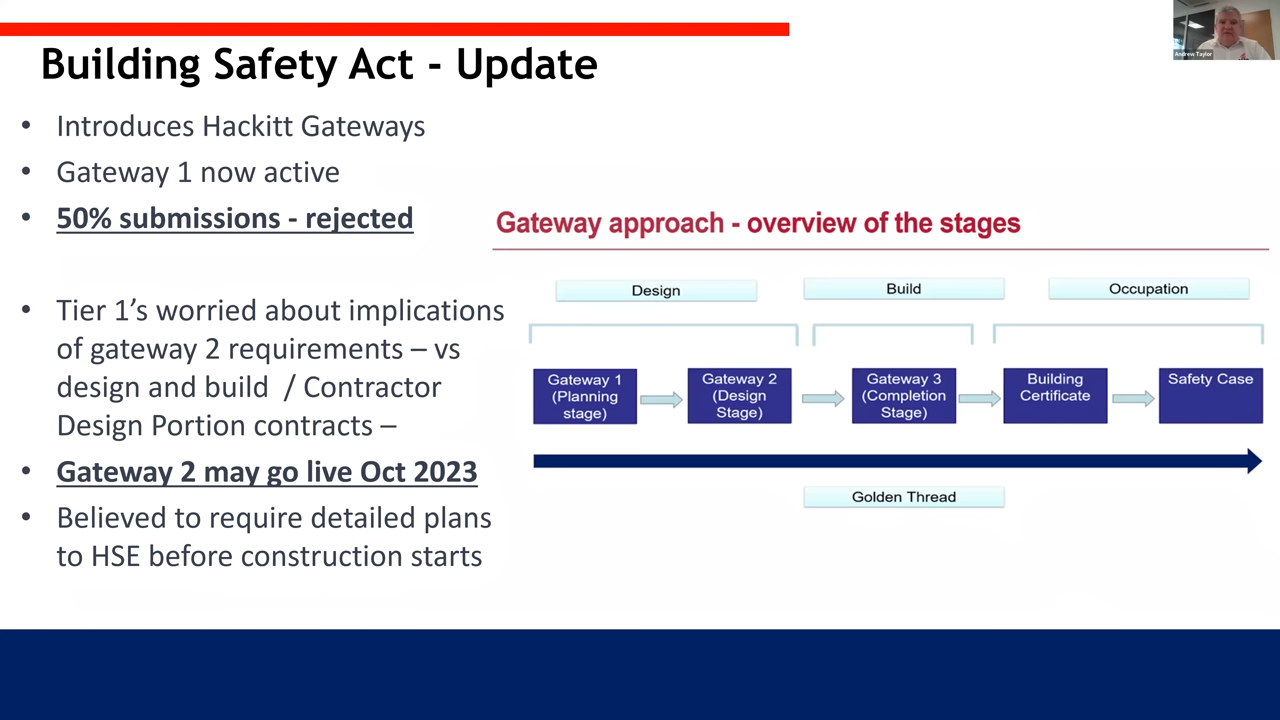 Building Safety Act - Update
Andrew Taylor
• Introduces Hackitt Gateways
• Gateway 1 now active
• 50% submissions - rejected
• Tier 1’s worried about implications
of gateway 2 requirements – vs
design and build / Contractor
Design Portion contracts –
• Gateway 2 may go live Oct 2023
• Believed to require detailed plans
to HSE before construction starts
Gateway approach - overview of the stages
Design
Build
Occupation
Gateway 1
(Planning
stage)
Gateway 2
(Design
Stage)
Gateway 3
(Completion
Stage)
Building
Certificate
Safety Case
Golden Thread